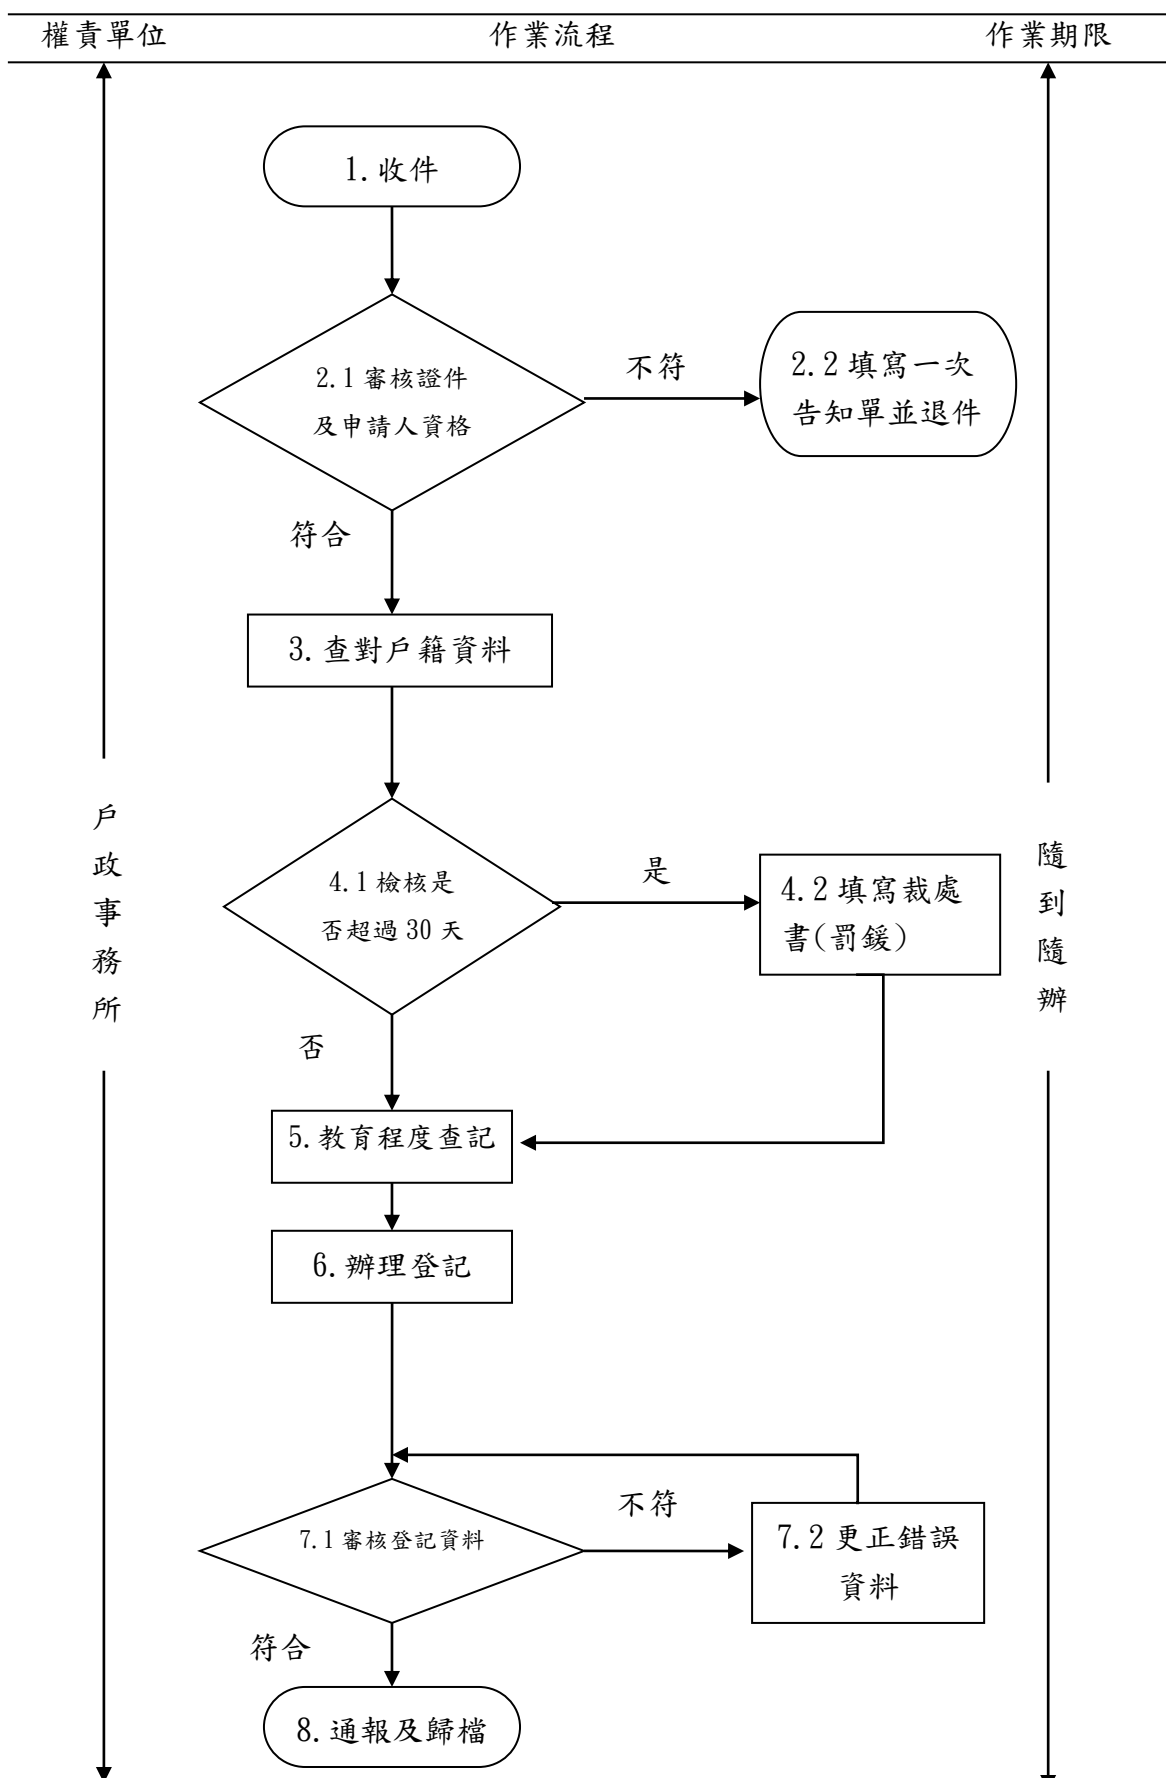 權責單位 作業流程 作業期限
1.收件
2.1審核證件
及申請人資格
不符
2.2填寫一次
告知單並退件
符合
3.查對戶籍資料
戶
政
事
務
所
4.1檢核是
否超過30天
是
4.2填寫裁處
書(罰鍰)
隨
到
隨
辦
否
5.教育程度查記
6.辦理登記
7.1審核登記資料
不符
7.2更正錯誤
資料
符合
8.通報及歸檔